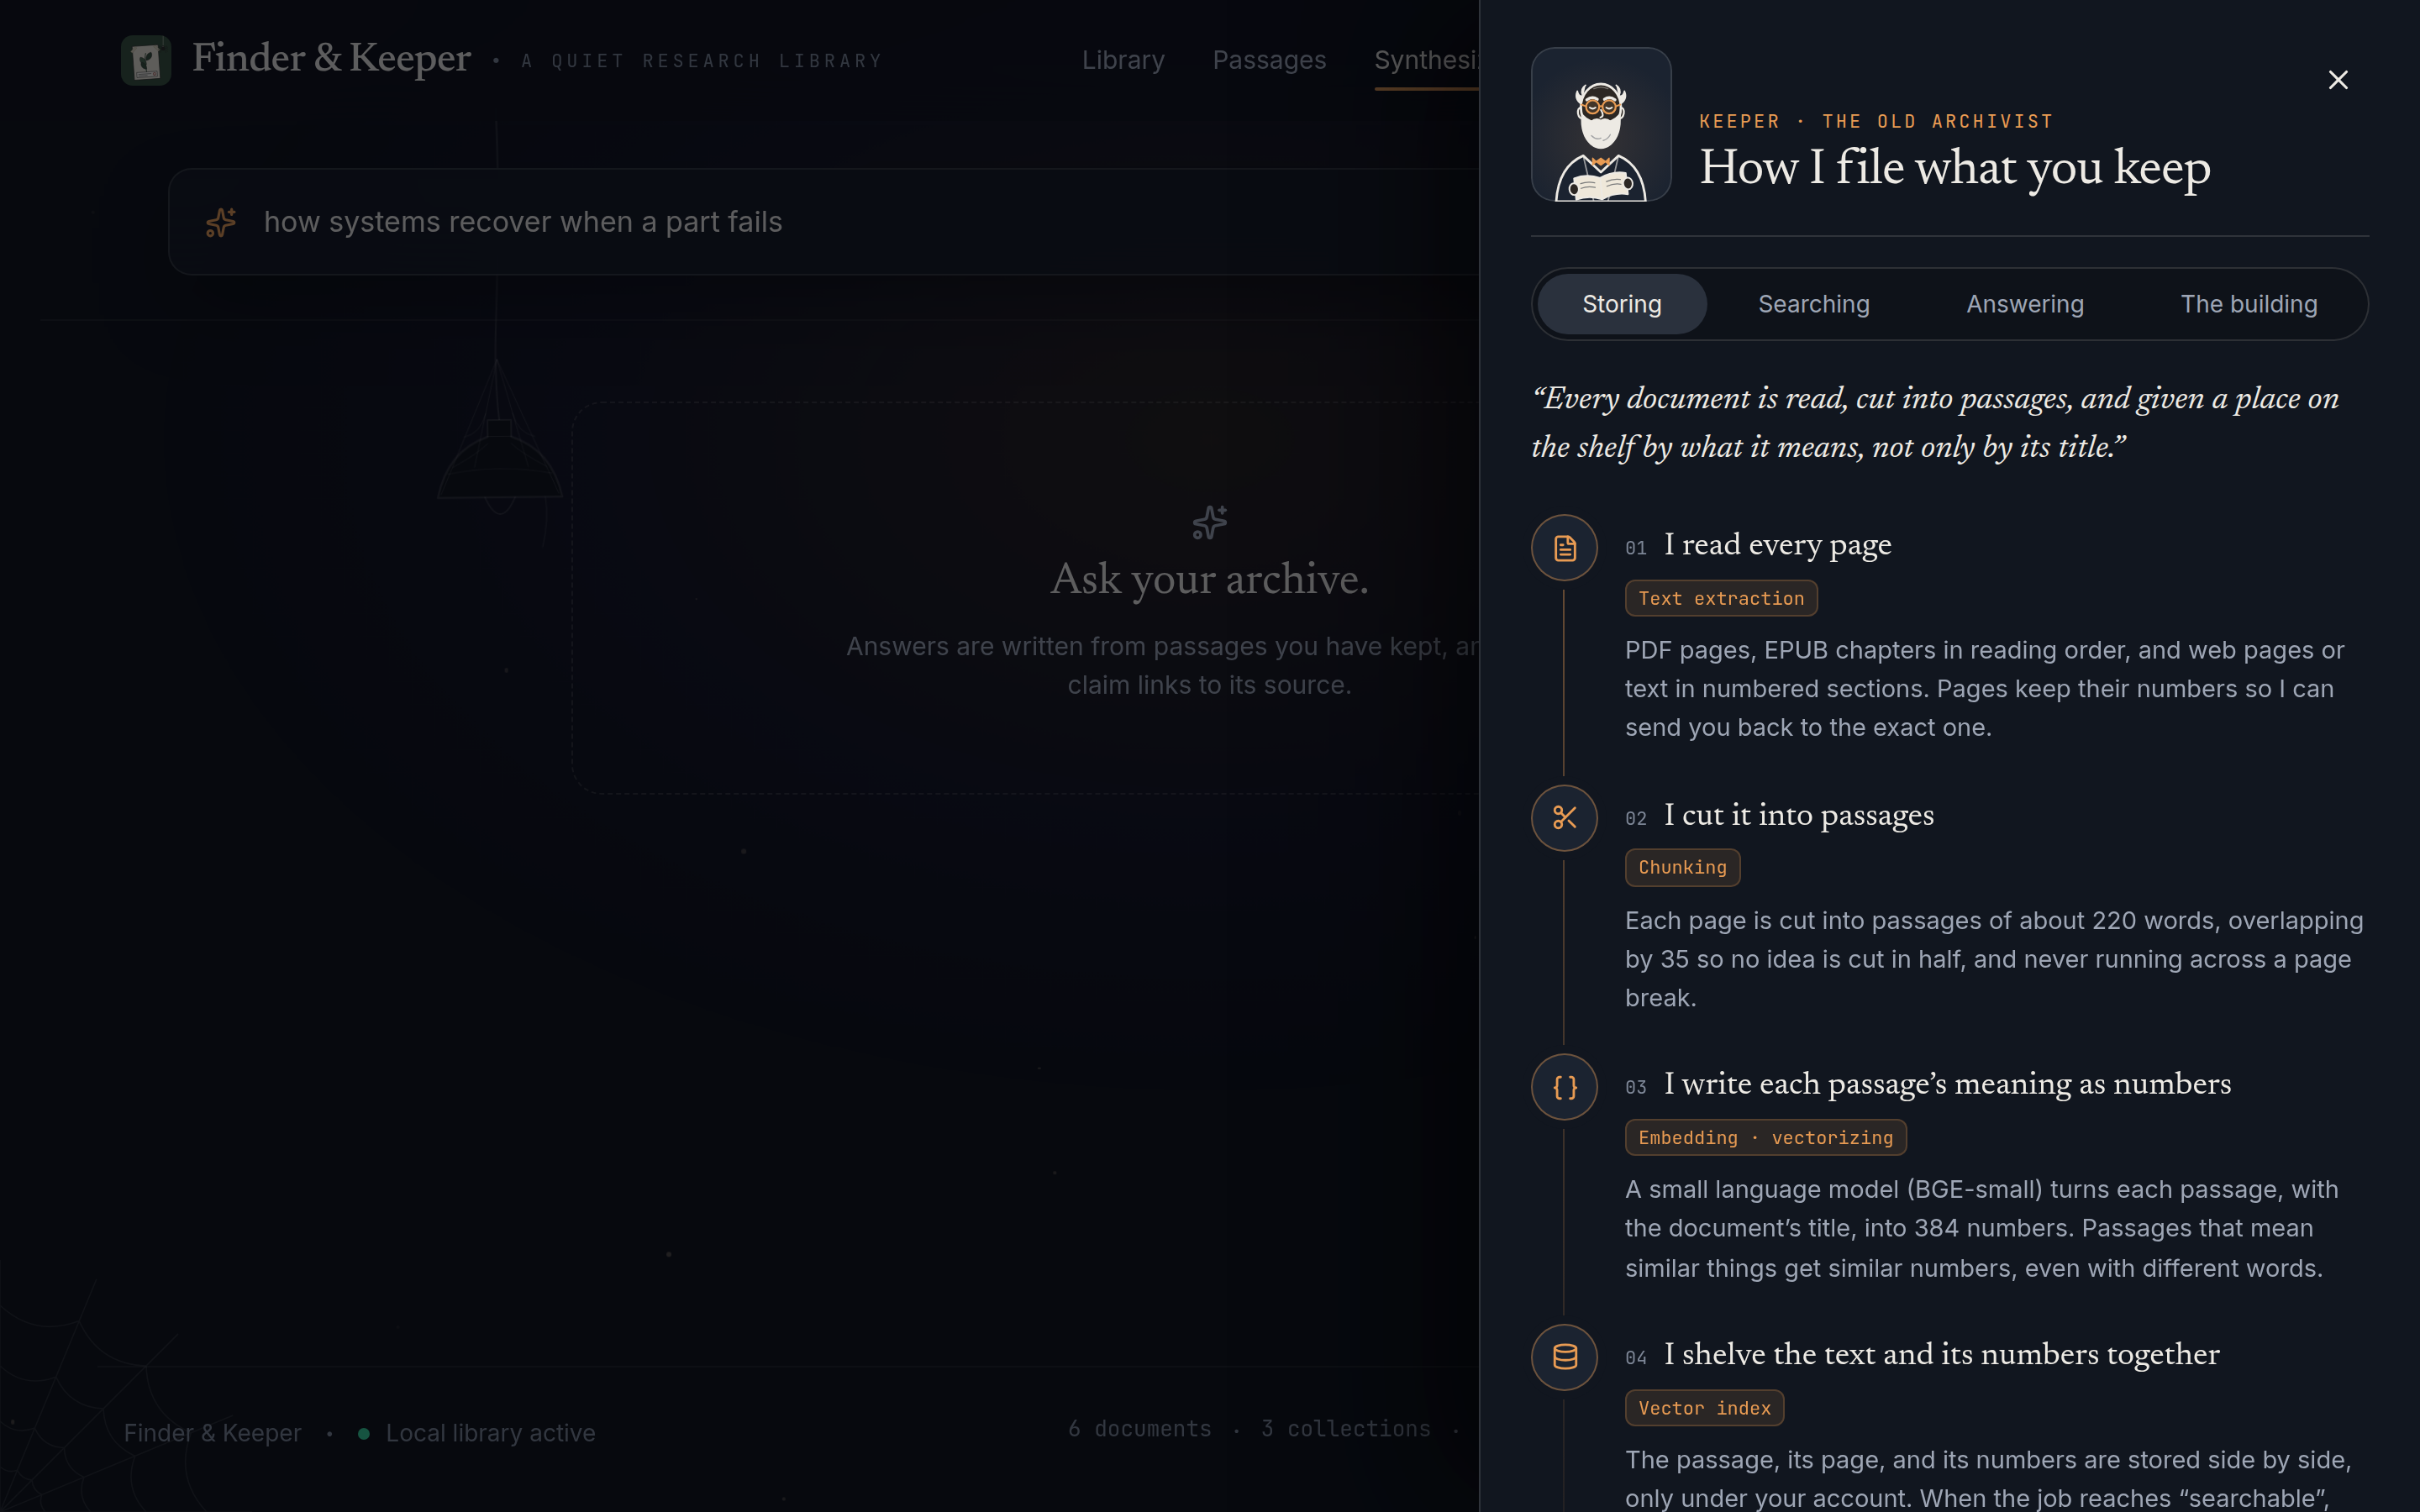 Finder & Keeper · A QUIET RESEARCH LIBRARY
Library Passages Synthesi
how systems recover when a part fails
Ask your archive.
Answers are written from passages you have kept, ar
claim links to its source.
Finder & Keeper · Local library active
6 documents · 3 collections ·
KEEPER · THE OLD ARCHIVIST
How I file what you keep
Storing Searching Answering The building
“Every document is read, cut into passages, and given a place on
the shelf by what it means, not only by its title.”
01 I read every page
Text extraction
PDF pages, EPUB chapters in reading order, and web pages or
text in numbered sections. Pages keep their numbers so I can
send you back to the exact one.
02 I cut it into passages
Chunking
Each page is cut into passages of about 220 words, overlapping
by 35 so no idea is cut in half, and never running across a page
break.
03 I write each passage’s meaning as numbers
Embedding · vectorizing
A small language model (BGE-small) turns each passage, with
the document’s title, into 384 numbers. Passages that mean
similar things get similar numbers, even with different words.
04 I shelve the text and its numbers together
Vector index
The passage, its page, and its numbers are stored side by side,
only under your account. When the job reaches “searchable”,